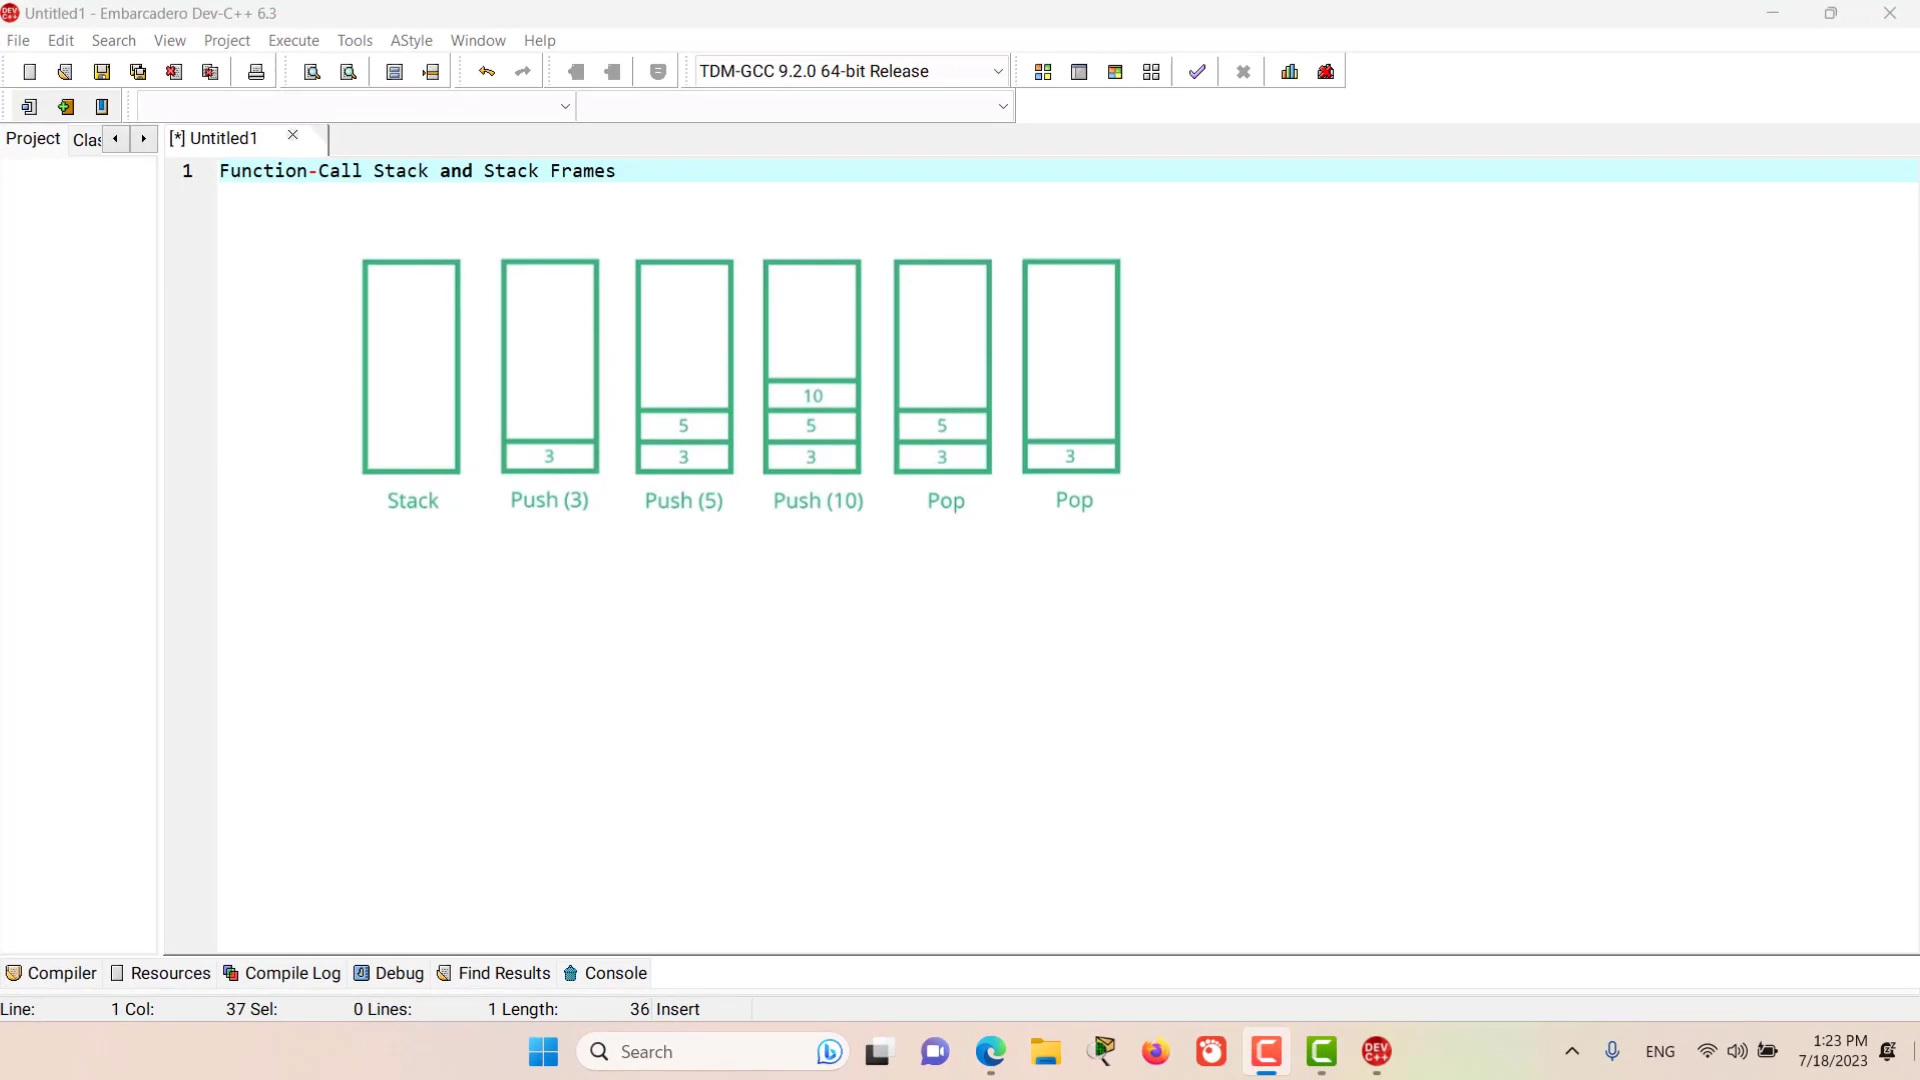 Untitled1 - Embarcadero Dev-C++ 6.3
File Edit Search View Project Execute Tools AStyle Window Help
TDM-GCC 9.2.0 64-bit Release
Project Clas [*] Untitled1
1 Function-Call Stack and Stack Frames
10
5 5 5
3 3 3 3 3
Stack Push (3) Push (5) Push (10) Pop Pop
Compiler Resources Compile Log Debug Find Results Console
Line: 1 Col: 37 Sel: 0 Lines: 1 Length: 36 Insert
Search
ENG
1:23 PM
7/18/2023
DEV C++